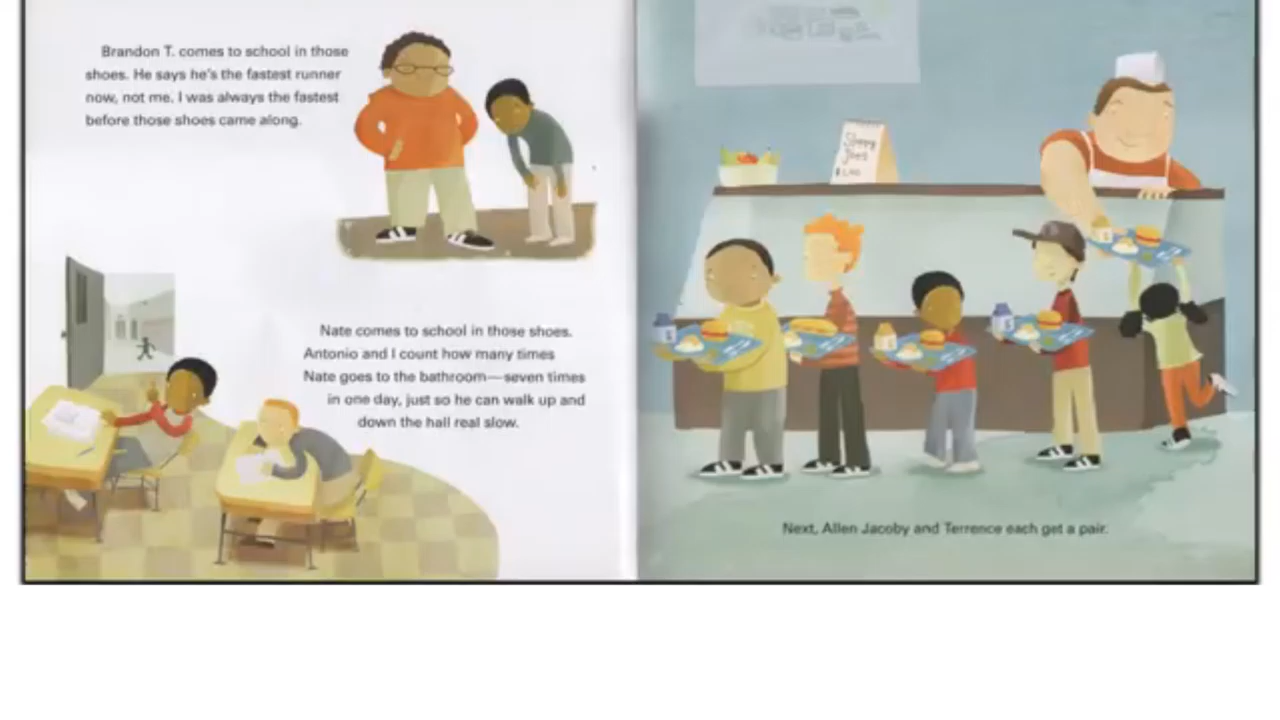 Brandon T. comes to school in those
shoes. He says he's the fastest runner
now, not me. I was always the fastest
before those shoes came along.
Nate comes to school in those shoes.
Antonio and I count how many times
Nate goes to the bathroom—seven times
in one day, just so he can walk up and
down the hall real slow.
Sloppy
Joes
Next, Allen Jacoby and Terrence each get a pair.